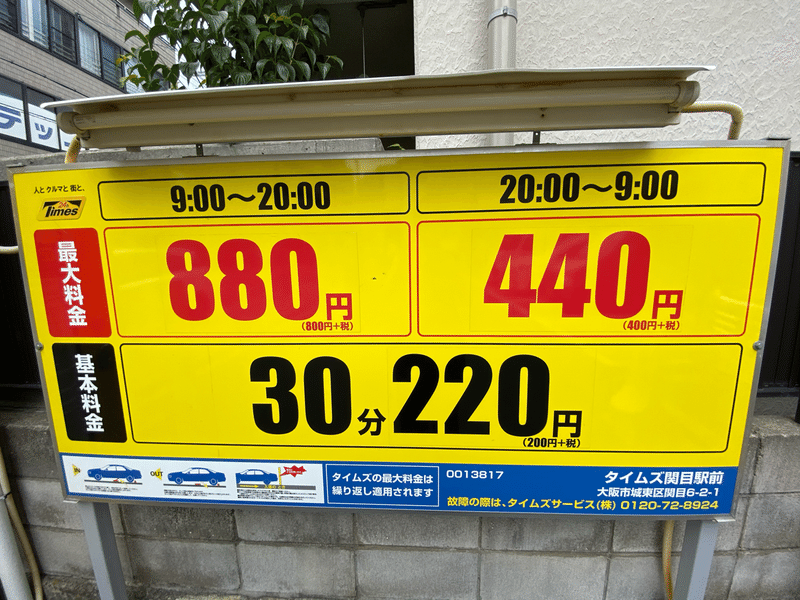 テッ
人と クルマと 街と、
24h
Times
9:00〜20:00
20:00〜9:00
最大料金
880円
(800円+税)
440円
(400円+税)
基本料金
30分 220円
(200円+税)
IN
OUT
タイムズの最大料金は
繰り返し適用されます
0013817
タイムズ関目駅前
大阪市城東区関目6-2-1
故障の際は、タイムズサービス(株) 0120-72-8924